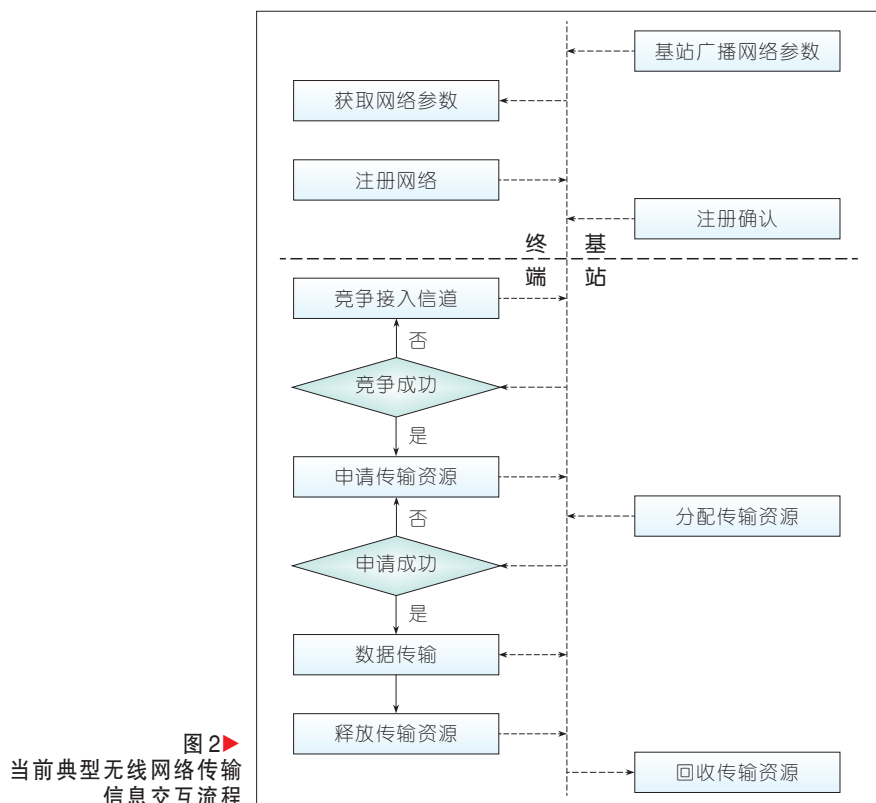 基站广播网络参数
获取网络参数
注册网络
注册确认
终 基
端 站
竞争接入信道
否
竞争成功
是
申请传输资源
分配传输资源
否
申请成功
是
数据传输
释放传输资源
回收传输资源
图2▶
当前典型无线网络传输
信息交互流程